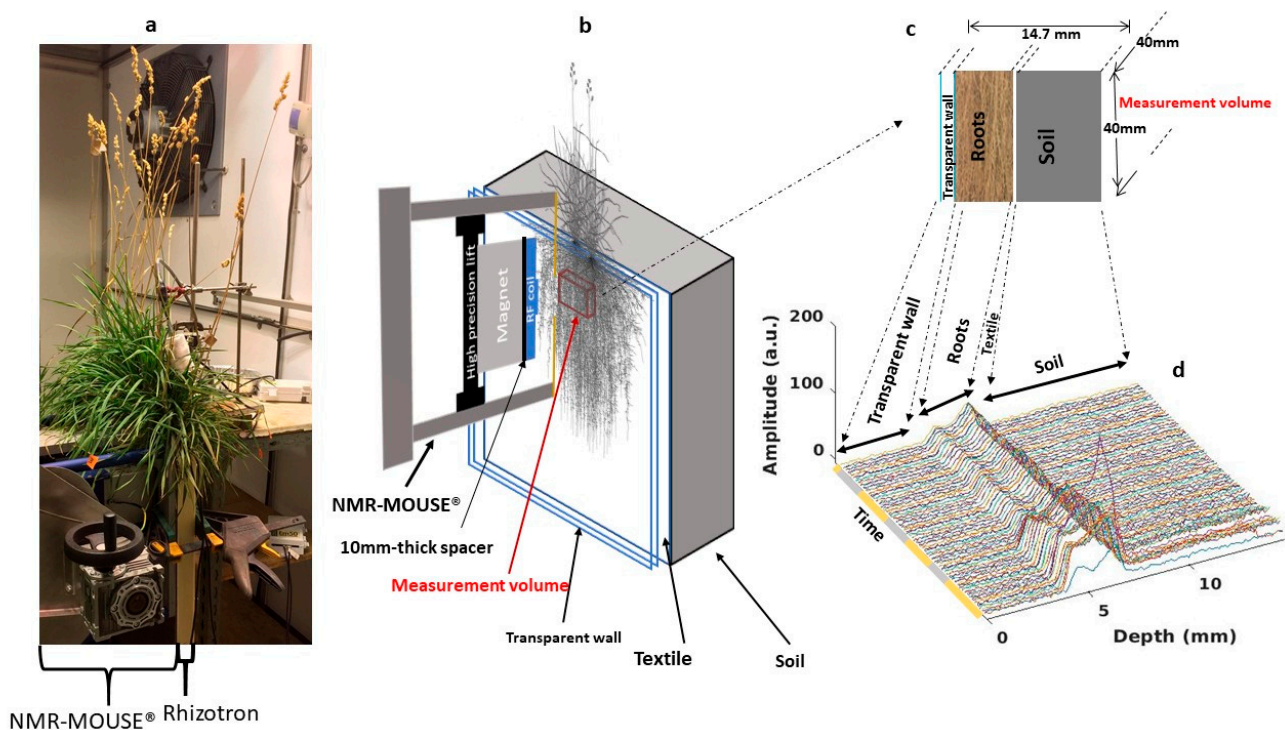 a
NMR-MOUSE®
Rhizotron
b
High precision lift
Magnet
RF coil
NMR-MOUSE®
10mm-thick spacer
Measurement volume
Transparent wall
Textile
Soil
c
14.7 mm
40mm
Transparent wall
Roots
Soil
40mm
Measurement volume
d
Transparent wall
Roots
Textile
Soil
Amplitude (a.u.)
200
100
0
Time
0
5
10
Depth (mm)